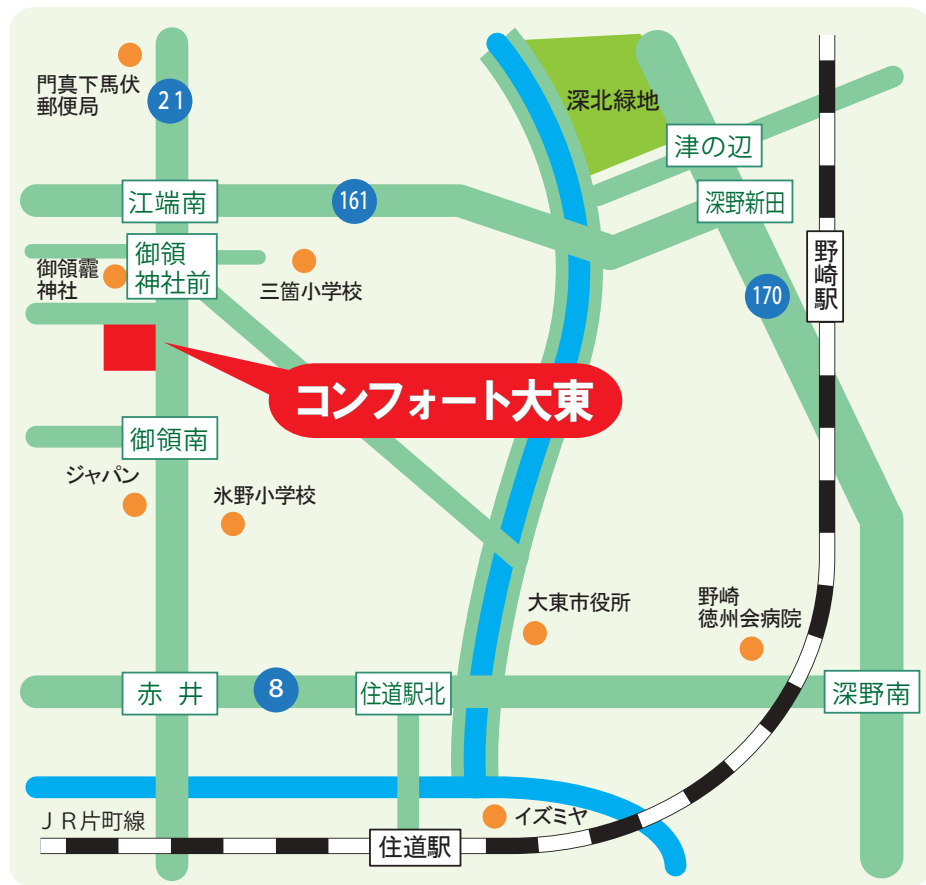 門真下馬伏
郵便局
21
深北緑地
津の辺
江端南
161
深野新田
御領
神社前
御領靇
神社
三箇小学校
野崎駅
170
コンフォート大東
御領南
ジャパン
氷野小学校
大東市役所
野崎
徳州会病院
赤井
8
住道駅北
深野南
JR片町線
イズミヤ
住道駅